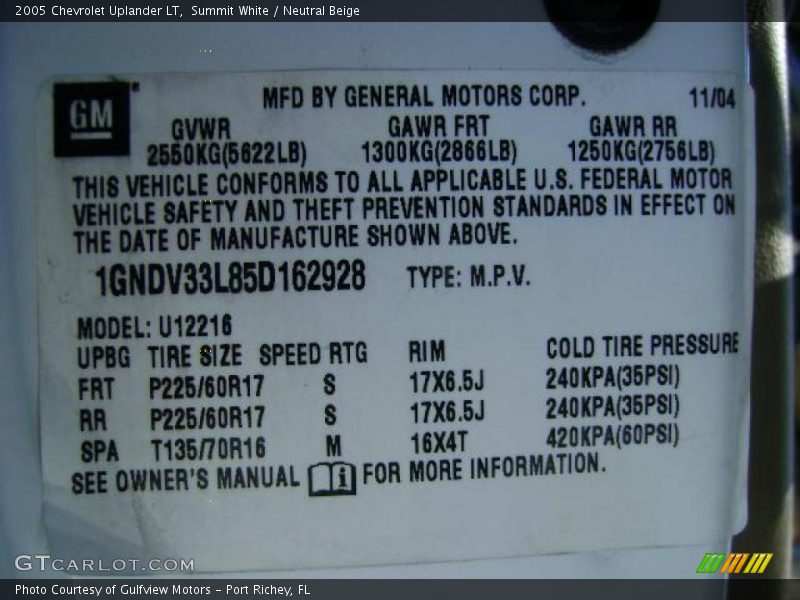 2005 Chevrolet Uplander LT,  Summit White / Neutral Beige
GM
MFD BY GENERAL MOTORS CORP. 11/04
GVWR GAWR FRT GAWR RR
2550KG(5622LB) 1300KG(2866LB) 1250KG(2756LB)
THIS VEHICLE CONFORMS TO ALL APPLICABLE U.S. FEDERAL MOTOR
VEHICLE SAFETY AND THEFT PREVENTION STANDARDS IN EFFECT ON
THE DATE OF MANUFACTURE SHOWN ABOVE.
1GNDV33L85D162928 TYPE: M.P.V.
MODEL: U12216
UPBG TIRE SIZE SPEED RTG RIM COLD TIRE PRESSURE
FRT P225/60R17 S 17X6.5J 240KPA(35PSI)
RR P225/60R17 S 17X6.5J 240KPA(35PSI)
SPA T135/70R16 M 16X4T 420KPA(60PSI)
SEE OWNER'S MANUAL i FOR MORE INFORMATION.
GTCARLOT.COM
Photo Courtesy of Gulfview Motors – Port Richey, FL